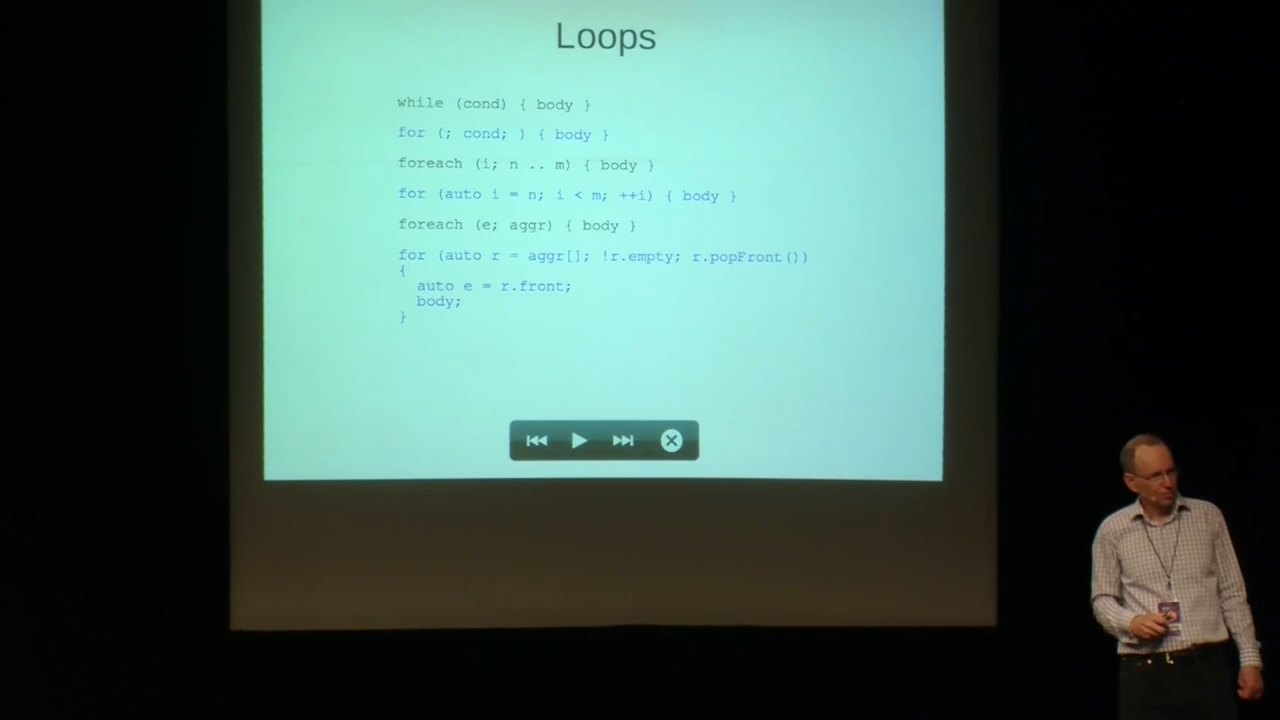 Loops
while (cond) { body }
for (; cond; ) { body }
foreach (i; n .. m) { body }
for (auto i = n; i < m; ++i) { body }
foreach (e; aggr) { body }
for (auto r = aggr[]; !r.empty; r.popFront())
{
auto e = r.front;
body;
}